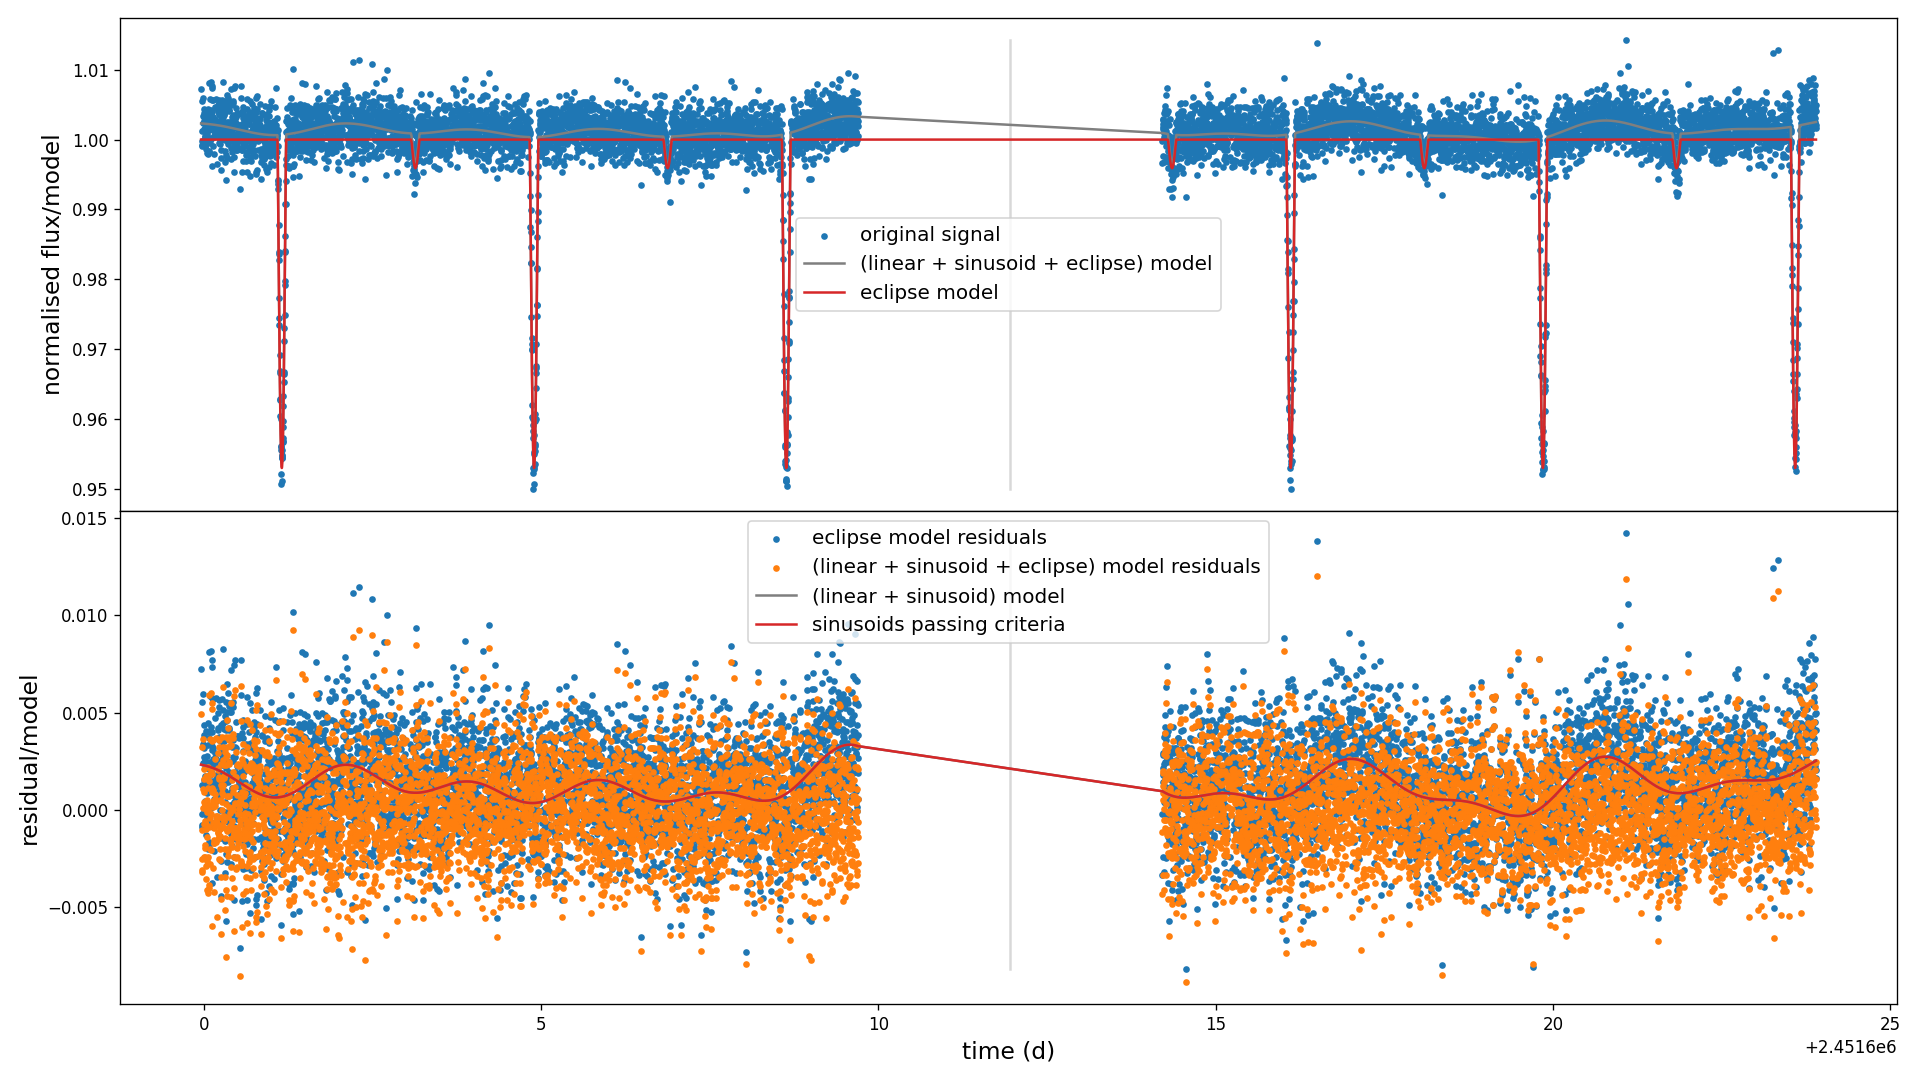 1.01
1.00
0.99
0.98
0.97
0.96
0.95
normalised flux/model
original signal
(linear + sinusoid + eclipse) model
eclipse model
0.015
0.010
0.005
0.000
−0.005
residual/model
eclipse model residuals
(linear + sinusoid + eclipse) model residuals
(linear + sinusoid) model
sinusoids passing criteria
0 5 10 15 20 25
time (d)
+2.4516e6